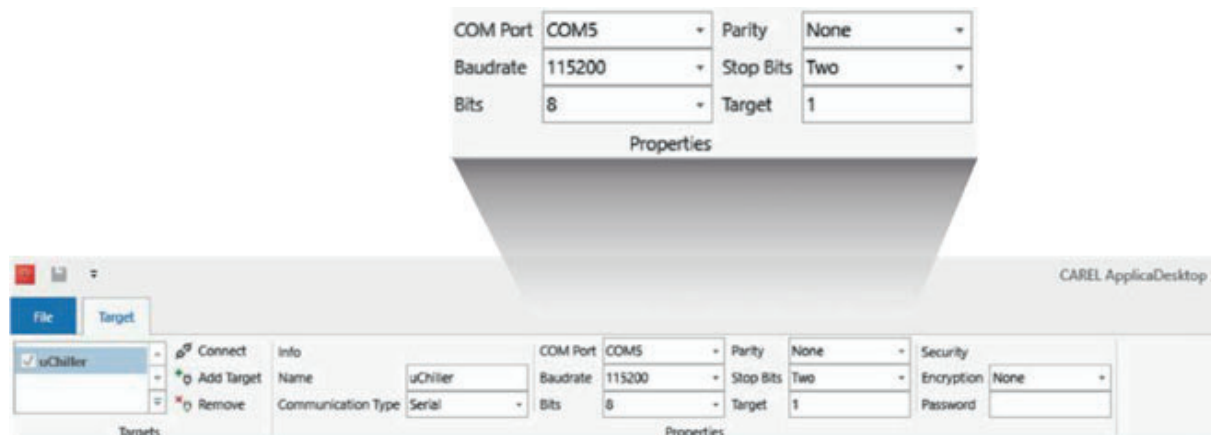 COM Port COM5 Parity None
Baudrate 115200 Stop Bits Two
Bits 8 Target 1
Properties
CAREL ApplicaDesktop
File Target
uChiller Connect Info COM Port COM5 Parity None Security
Add Target Name uChiller Baudrate 115200 Stop Bits Two Encryption None
Remove Communication Type Serial Bits 8 Target 1 Password
Targets Properties